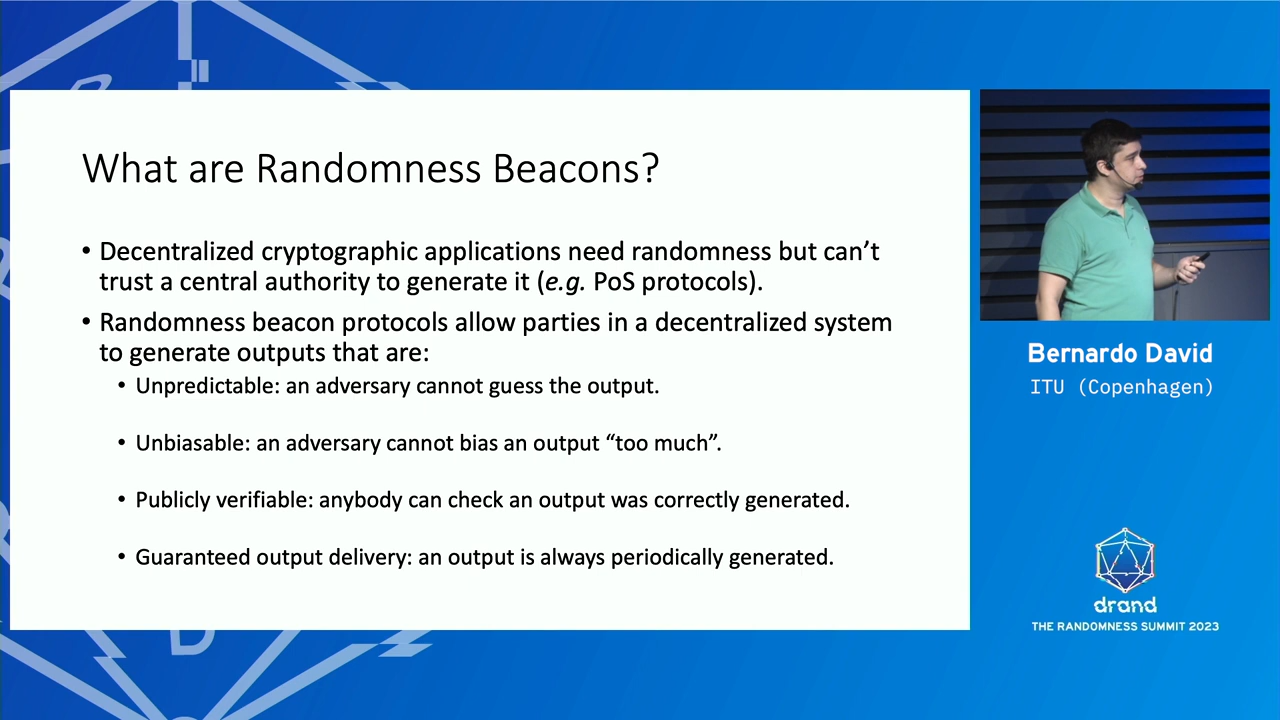 What are Randomness Beacons?
• Decentralized cryptographic applications need randomness but can’t
trust a central authority to generate it (e.g. PoS protocols).
• Randomness beacon protocols allow parties in a decentralized system
to generate outputs that are:
• Unpredictable: an adversary cannot guess the output.
• Unbiasable: an adversary cannot bias an output “too much”.
• Publicly verifiable: anybody can check an output was correctly generated.
• Guaranteed output delivery: an output is always periodically generated.
Bernardo David
ITU (Copenhagen)
drand
THE RANDOMNESS SUMMIT 2023